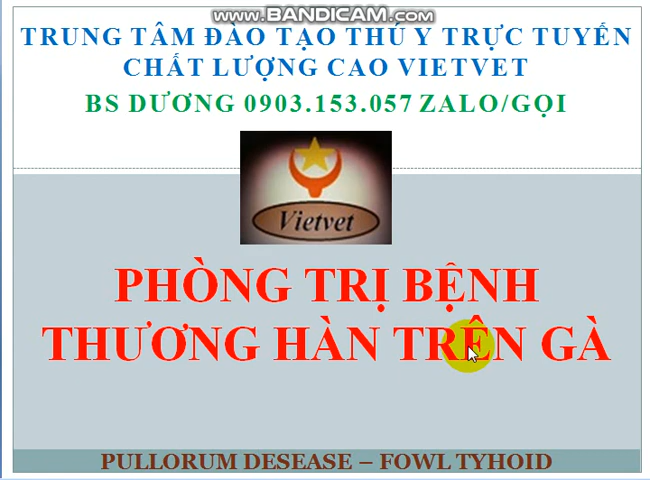 www.BANDICAM.com
TRUNG TÂM ĐÀO TẠO THÚ Y TRỰC TUYẾN
CHẤT LƯỢNG CAO VIETVET
BS DƯƠNG 0903.153.057 ZALO/GỌI
Vietvet
PHÒNG TRỊ BỆNH
THƯƠNG HÀN TRÊN GÀ
PULLORUM DESEASE – FOWL TYHOID